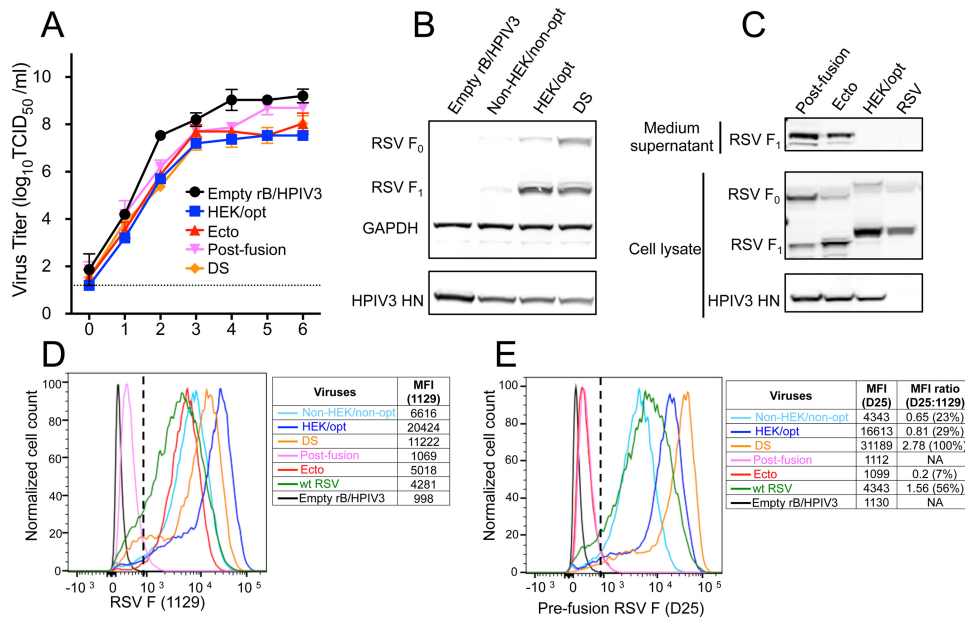 A
Virus Titer (log10TCID50 /ml)
10
8
6
4
2
0
0 1 2 3 4 5 6
Empty rB/HPIV3
HEK/opt
Ecto
Post-fusion
DS
B
Empty rB/HPIV3
Non-HEK/non-opt
HEK/opt
DS
RSV F0
RSV F1
GAPDH
HPIV3 HN
C
Post-fusion
Ecto
HEK/opt
RSV
Medium
supernatant
RSV F1
RSV F0
Cell lysate
RSV F1
HPIV3 HN
D
Normalized cell count
100
80
60
40
20
0
-10 3 0 10 3 10 4 10 5
RSV F (1129)
Viruses MFI (1129)
Non-HEK/non-opt 6616
HEK/opt 20424
DS 11222
Post-fusion 1069
Ecto 5018
wt RSV 4281
Empty rB/HPIV3 998
E
Normalized cell count
100
80
60
40
20
0
-10 3 0 10 3 10 4 10 5
Pre-fusion RSV F (D25)
Viruses MFI (D25) MFI ratio (D25:1129)
Non-HEK/non-opt 4343 0.65 (23%)
HEK/opt 16613 0.81 (29%)
DS 31189 2.78 (100%)
Post-fusion 1112 NA
Ecto 1099 0.2 (7%)
wt RSV 4343 1.56 (56%)
Empty rB/HPIV3 1130 NA